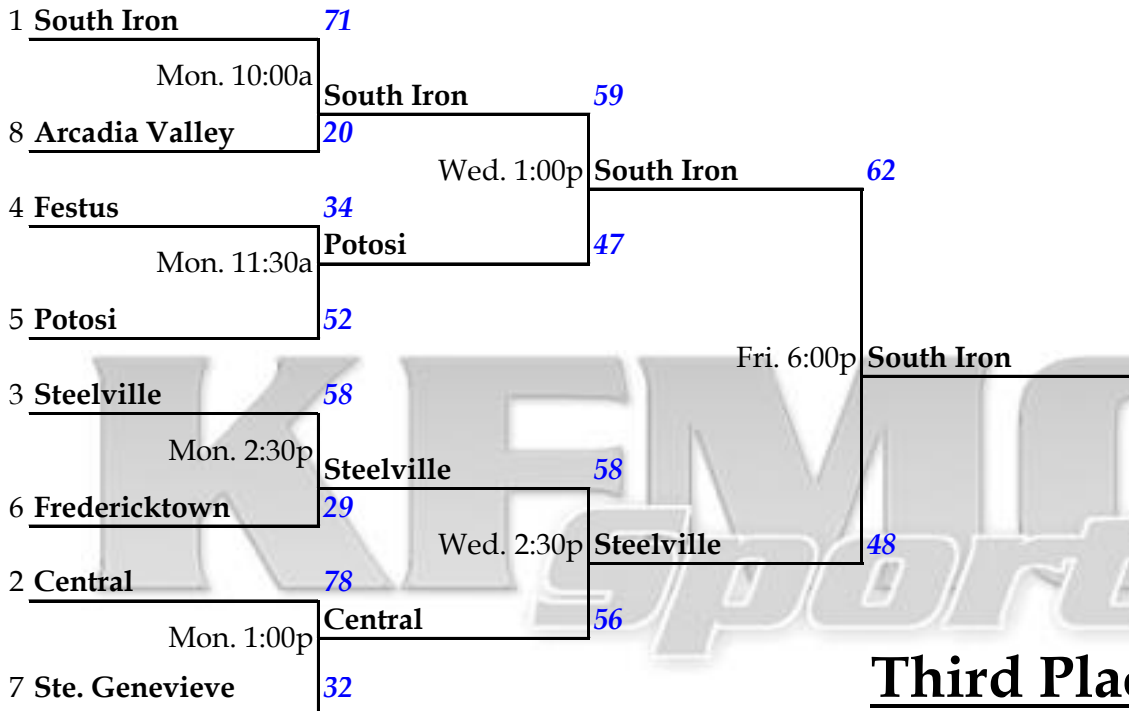 1 South Iron 71
Mon. 10:00a
South Iron 59
8 Arcadia Valley 20
Wed. 1:00p South Iron 62
4 Festus 34
Potosi 47
Mon. 11:30a
5 Potosi 52
Fri. 6:00p South Iron
3 Steelville 58
Mon. 2:30p
Steelville 58
6 Fredericktown 29
Wed. 2:30p Steelville 48
2 Central 78
Central 56
Mon. 1:00p
7 Ste. Genevieve 32
Third Plac